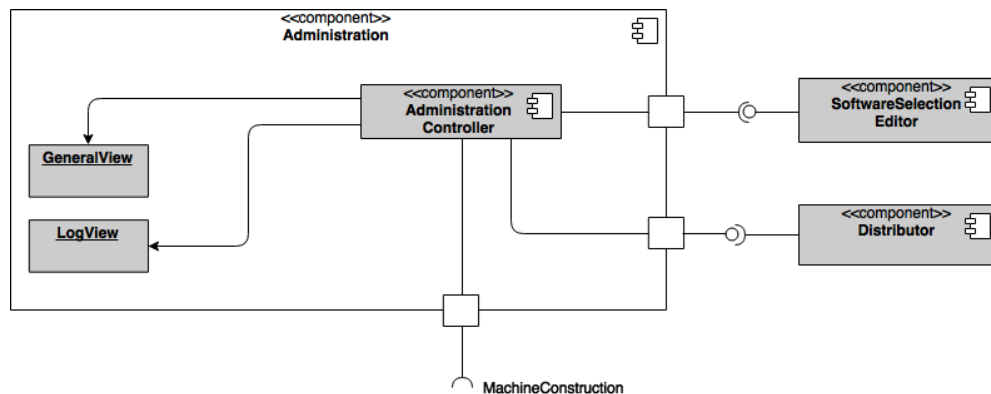 <<component>>
Administration
<<component>>
Administration
Controller
<<component>>
SoftwareSelection
Editor
GeneralView
LogView
<<component>>
Distributor
MachineConstruction